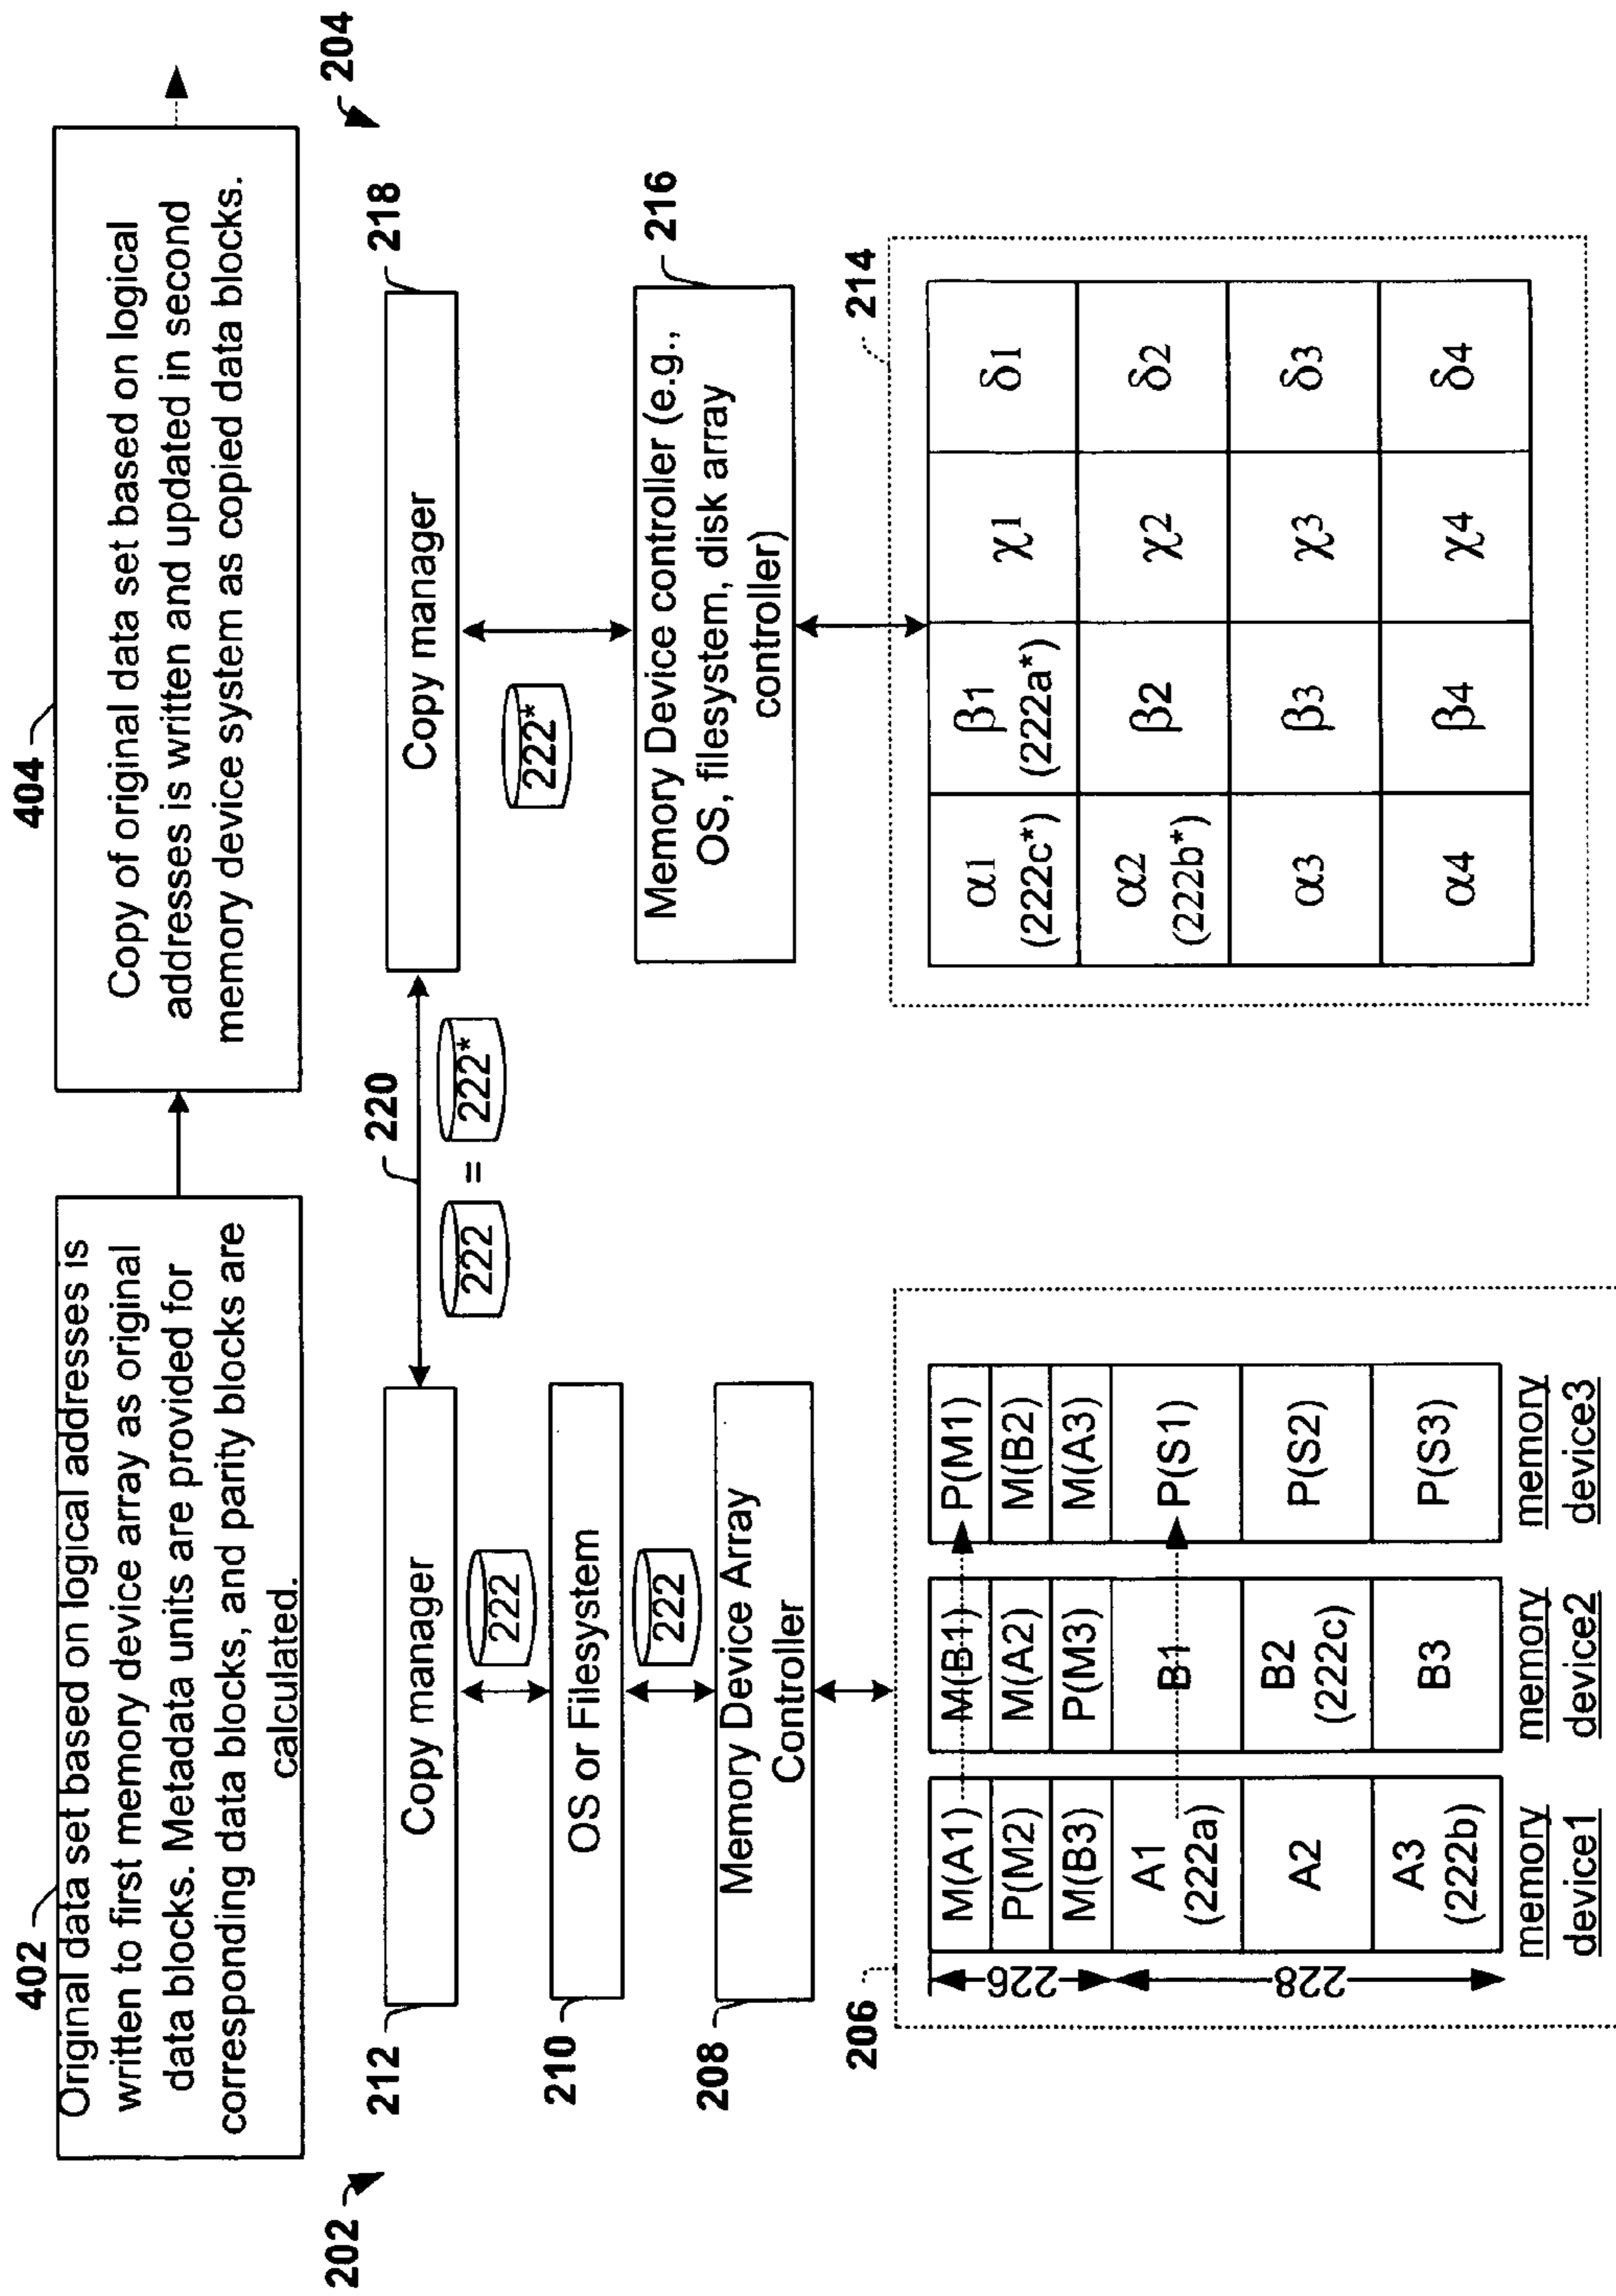 402
Original data set based on logical addresses is
written to first memory device array as original
data blocks. Metadata units are provided for
corresponding data blocks, and parity blocks are
calculated.
404
Copy of original data set based on logical
addresses is written and updated in second
memory device system as copied data blocks.
202
204
212
Copy manager
220
222
=
222*
218
Copy manager
222
222*
210
OS or Filesystem
222
208
Memory Device Array
Controller
216
Memory Device controller (e.g.,
OS, filesystem, disk array
controller)
206
226
228
M(A1)
M(B1)
P(M1)
P(M2)
M(A2)
M(B2)
M(B3)
P(M3)
M(A3)
A1
(222a)
B1
P(S1)
A2
B2
(222c)
P(S2)
A3
(222b)
B3
P(S3)
memory
device1
memory
device2
memory
device3
214
α1
(222c*)
β1
(222a*)
χ1
δ1
α2
(222b*)
β2
χ2
δ2
α3
β3
χ3
δ3
α4
β4
χ4
δ4